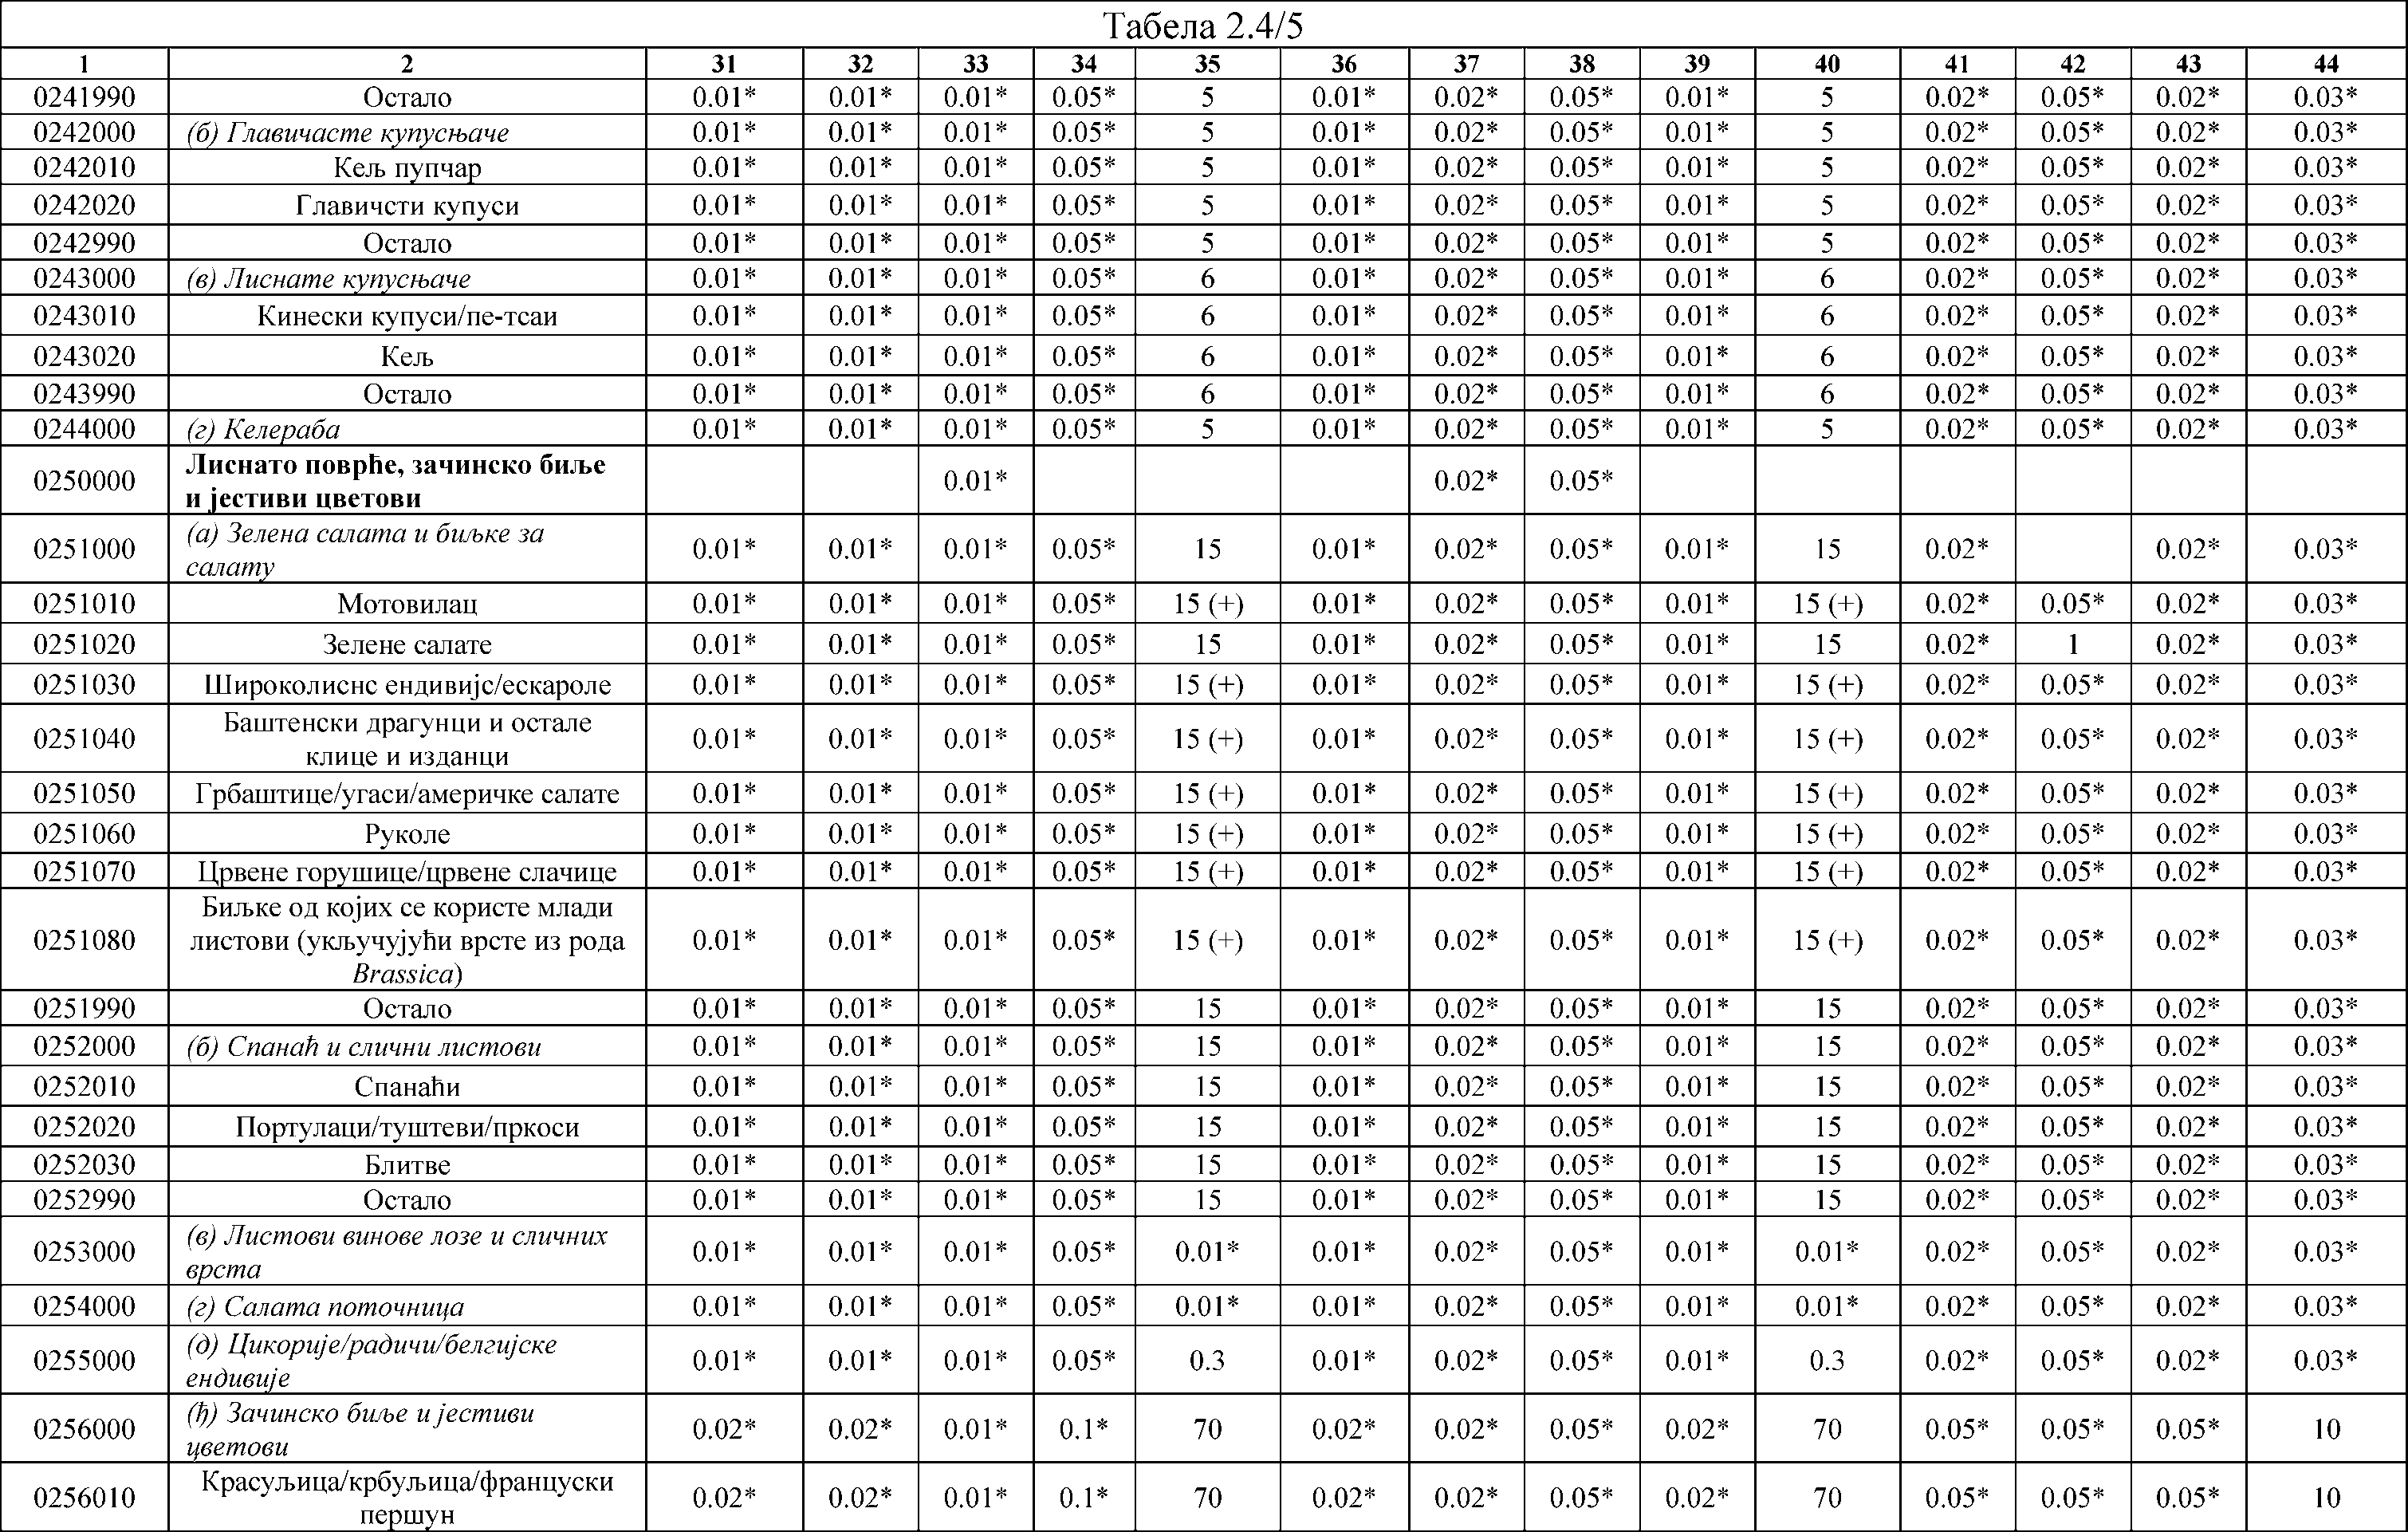 Табела 2.4/5
1 2 31 32 33 34 35 36 37 38 39 40 41 42 43 44
0241990 Остало 0.01* 0.01* 0.01* 0.05* 5 0.01* 0.02* 0.05* 0.01* 5 0.02* 0.05* 0.02* 0.03*
0242000 (б) Главичасте купусњаче 0.01* 0.01* 0.01* 0.05* 5 0.01* 0.02* 0.05* 0.01* 5 0.02* 0.05* 0.02* 0.03*
0242010 Кељ пупчар 0.01* 0.01* 0.01* 0.05* 5 0.01* 0.02* 0.05* 0.01* 5 0.02* 0.05* 0.02* 0.03*
0242020 Главичсти купуси 0.01* 0.01* 0.01* 0.05* 5 0.01* 0.02* 0.05* 0.01* 5 0.02* 0.05* 0.02* 0.03*
0242990 Остало 0.01* 0.01* 0.01* 0.05* 5 0.01* 0.02* 0.05* 0.01* 5 0.02* 0.05* 0.02* 0.03*
0243000 (в) Лиснате купусњаче 0.01* 0.01* 0.01* 0.05* 6 0.01* 0.02* 0.05* 0.01* 6 0.02* 0.05* 0.02* 0.03*
0243010 Кинески купуси/пе-тсаи 0.01* 0.01* 0.01* 0.05* 6 0.01* 0.02* 0.05* 0.01* 6 0.02* 0.05* 0.02* 0.03*
0243020 Кељ 0.01* 0.01* 0.01* 0.05* 6 0.01* 0.02* 0.05* 0.01* 6 0.02* 0.05* 0.02* 0.03*
0243990 Остало 0.01* 0.01* 0.01* 0.05* 6 0.01* 0.02* 0.05* 0.01* 6 0.02* 0.05* 0.02* 0.03*
0244000 (г) Келераба 0.01* 0.01* 0.01* 0.05* 5 0.01* 0.02* 0.05* 0.01* 5 0.02* 0.05* 0.02* 0.03*
0250000 Лиснато поврће, зачинско биље
и јестиви цветови 0.01* 0.02* 0.05*
0251000 (а) Зелена салата и биљке за
салату 0.01* 0.01* 0.01* 0.05* 15 0.01* 0.02* 0.05* 0.01* 15 0.02* 0.02* 0.03*
0251010 Мотовилац 0.01* 0.01* 0.01* 0.05* 15 (+) 0.01* 0.02* 0.05* 0.01* 15 (+) 0.02* 0.05* 0.02* 0.03*
0251020 Зелене салате 0.01* 0.01* 0.01* 0.05* 15 0.01* 0.02* 0.05* 0.01* 15 0.02* 1 0.02* 0.03*
0251030 Широколиснс ендивијс/ескароле 0.01* 0.01* 0.01* 0.05* 15 (+) 0.01* 0.02* 0.05* 0.01* 15 (+) 0.02* 0.05* 0.02* 0.03*
0251040 Баштенски драгунци и остале
клице и изданци 0.01* 0.01* 0.01* 0.05* 15 (+) 0.01* 0.02* 0.05* 0.01* 15 (+) 0.02* 0.05* 0.02* 0.03*
0251050 Грбаштице/угаси/америчке салате 0.01* 0.01* 0.01* 0.05* 15 (+) 0.01* 0.02* 0.05* 0.01* 15 (+) 0.02* 0.05* 0.02* 0.03*
0251060 Руколе 0.01* 0.01* 0.01* 0.05* 15 (+) 0.01* 0.02* 0.05* 0.01* 15 (+) 0.02* 0.05* 0.02* 0.03*
0251070 Црвене горушице/црвене слачице 0.01* 0.01* 0.01* 0.05* 15 (+) 0.01* 0.02* 0.05* 0.01* 15 (+) 0.02* 0.05* 0.02* 0.03*
0251080 Биљке од којих се користе млади
листови (укључујући врсте из рода
Brassica) 0.01* 0.01* 0.01* 0.05* 15 (+) 0.01* 0.02* 0.05* 0.01* 15 (+) 0.02* 0.05* 0.02* 0.03*
0251990 Остало 0.01* 0.01* 0.01* 0.05* 15 0.01* 0.02* 0.05* 0.01* 15 0.02* 0.05* 0.02* 0.03*
0252000 (б) Спанаћ и слични листови 0.01* 0.01* 0.01* 0.05* 15 0.01* 0.02* 0.05* 0.01* 15 0.02* 0.05* 0.02* 0.03*
0252010 Спанаћи 0.01* 0.01* 0.01* 0.05* 15 0.01* 0.02* 0.05* 0.01* 15 0.02* 0.05* 0.02* 0.03*
0252020 Портулаци/туштеви/пркоси 0.01* 0.01* 0.01* 0.05* 15 0.01* 0.02* 0.05* 0.01* 15 0.02* 0.05* 0.02* 0.03*
0252030 Блитве 0.01* 0.01* 0.01* 0.05* 15 0.01* 0.02* 0.05* 0.01* 15 0.02* 0.05* 0.02* 0.03*
0252990 Остало 0.01* 0.01* 0.01* 0.05* 15 0.01* 0.02* 0.05* 0.01* 15 0.02* 0.05* 0.02* 0.03*
0253000 (в) Листови винове лозе и сличних
врста 0.01* 0.01* 0.01* 0.05* 0.01* 0.01* 0.02* 0.05* 0.01* 0.01* 0.02* 0.05* 0.02* 0.03*
0254000 (г) Салата поточница 0.01* 0.01* 0.01* 0.05* 0.01* 0.01* 0.02* 0.05* 0.01* 0.01* 0.02* 0.05* 0.02* 0.03*
0255000 (д) Цикорије/радичи/белгијске
ендивије 0.01* 0.01* 0.01* 0.05* 0.3 0.01* 0.02* 0.05* 0.01* 0.3 0.02* 0.05* 0.02* 0.03*
0256000 (ђ) Зачинско биље и јестиви
цветови 0.02* 0.02* 0.01* 0.1* 70 0.02* 0.02* 0.05* 0.02* 70 0.05* 0.05* 0.05* 10
0256010 Красуљица/крбуљица/француски
першун 0.02* 0.02* 0.01* 0.1* 70 0.02* 0.02* 0.05* 0.02* 70 0.05* 0.05* 0.05* 10